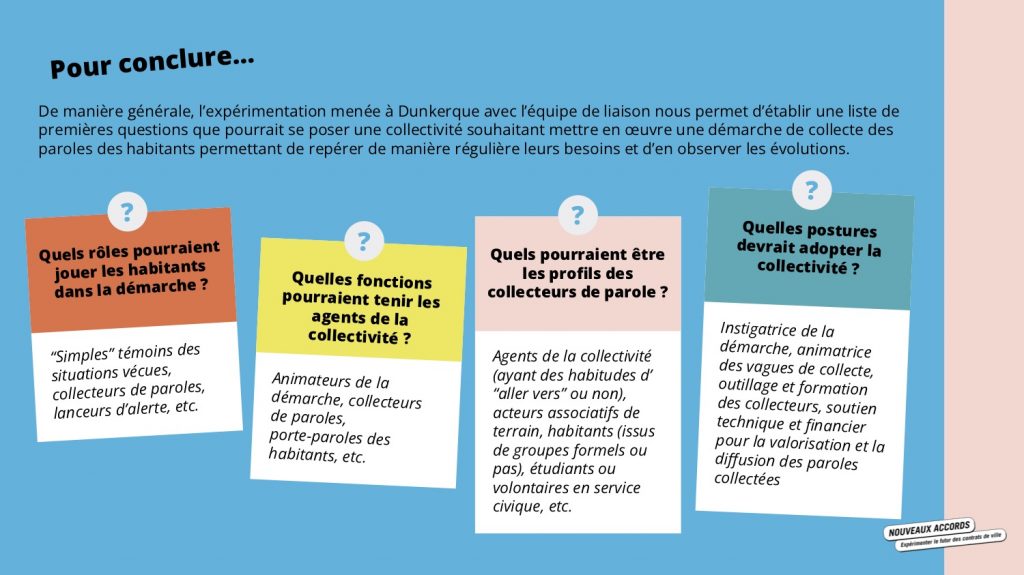 Pour conclure...
De manière générale, l’expérimentation menée à Dunkerque avec l’équipe de liaison nous permet d’établir une liste de
premières questions que pourrait se poser une collectivité souhaitant mettre en œuvre une démarche de collecte des
paroles des habitants permettant de repérer de manière régulière leurs besoins et d’en observer les évolutions.
?
Quels rôles pourraient
jouer les habitants
dans la démarche ?
“Simples” témoins des
situations vécues,
collecteurs de paroles,
lanceurs d’alerte, etc.
?
Quelles fonctions
pourraient tenir les
agents de la
collectivité ?
Animateurs de la
démarche, collecteurs
de paroles,
porte-paroles des
habitants, etc.
?
Quels pourraient être
les profils des
collecteurs de parole ?
Agents de la collectivité
(ayant des habitudes d’
“aller vers” ou non),
acteurs associatifs de
terrain, habitants (issus
de groupes formels ou
pas), étudiants ou
volontaires en service
civique, etc.
?
Quelles postures
devrait adopter la
collectivité ?
Instigatrice de la
démarche, animatrice
des vagues de collecte,
outillage et formation
des collecteurs, soutien
technique et financier
pour la valorisation et la
diffusion des paroles
collectées
NOUVEAUX ACCORDS
Expérimenter le futur des contrats de ville